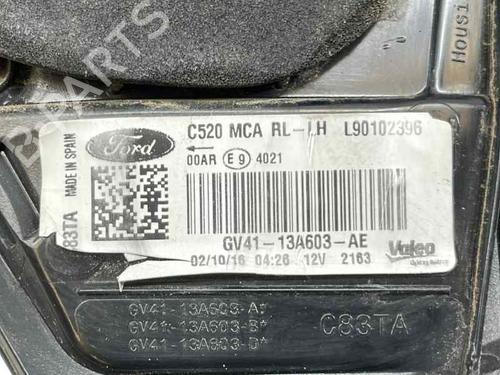 B-PARTS
Housi
Ford
C520 MCA RL-LH L90102396
00AR E9 4021
MADE IN SPAIN
C83TA
GV41-13A603-AE
02/10/16 04:26 12V 2163
Valeo
GV41-13A603-A*
GV41-13A603-B*
GV41-13A603-D*
C83TA